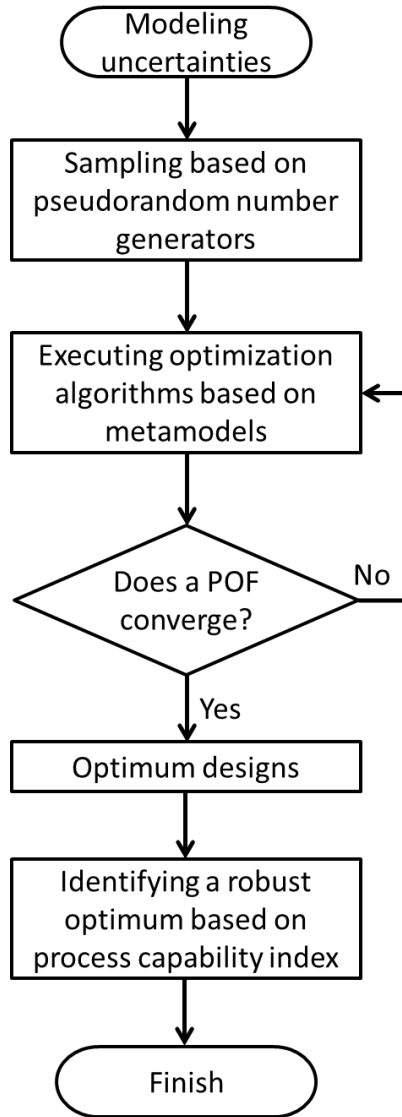 Modeling
uncertainties
Sampling based on
pseudorandom number
generators
Executing optimization
algorithms based on
metamodels
Does a POF
converge?
No
Yes
Optimum designs
Identifying a robust
optimum based on
process capability index
Finish